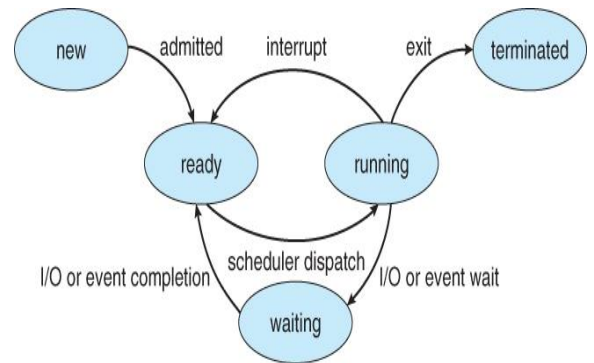 new
admitted
interrupt
exit
terminated
ready
running
I/O or event completion
scheduler dispatch
I/O or event wait
waiting